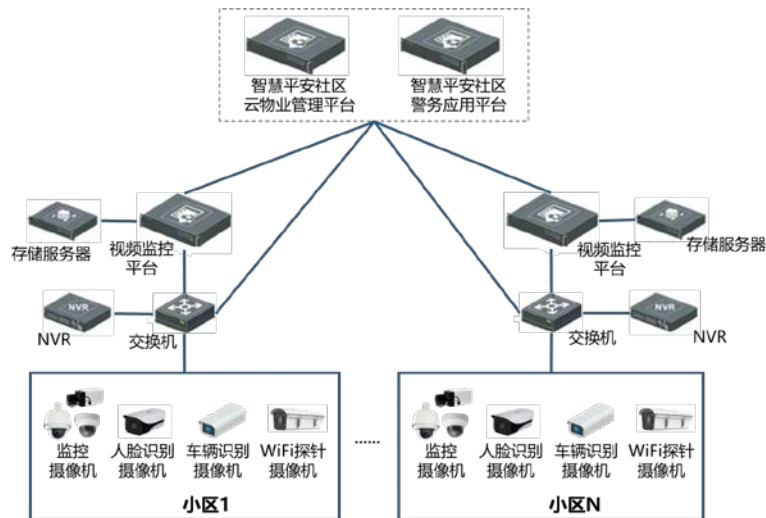 智慧平安社区
云物业管理平台
智慧平安社区
警务应用平台
存储服务器
视频监控
平台
视频监控
平台
存储服务器
NVR
NVR
交换机
交换机
NVR
NVR
监控
摄像机
人脸识别
摄像机
车辆识别
摄像机
WiFi探针
摄像机
小区1
......
监控
摄像机
人脸识别
摄像机
车辆识别
摄像机
WiFi探针
摄像机
小区N